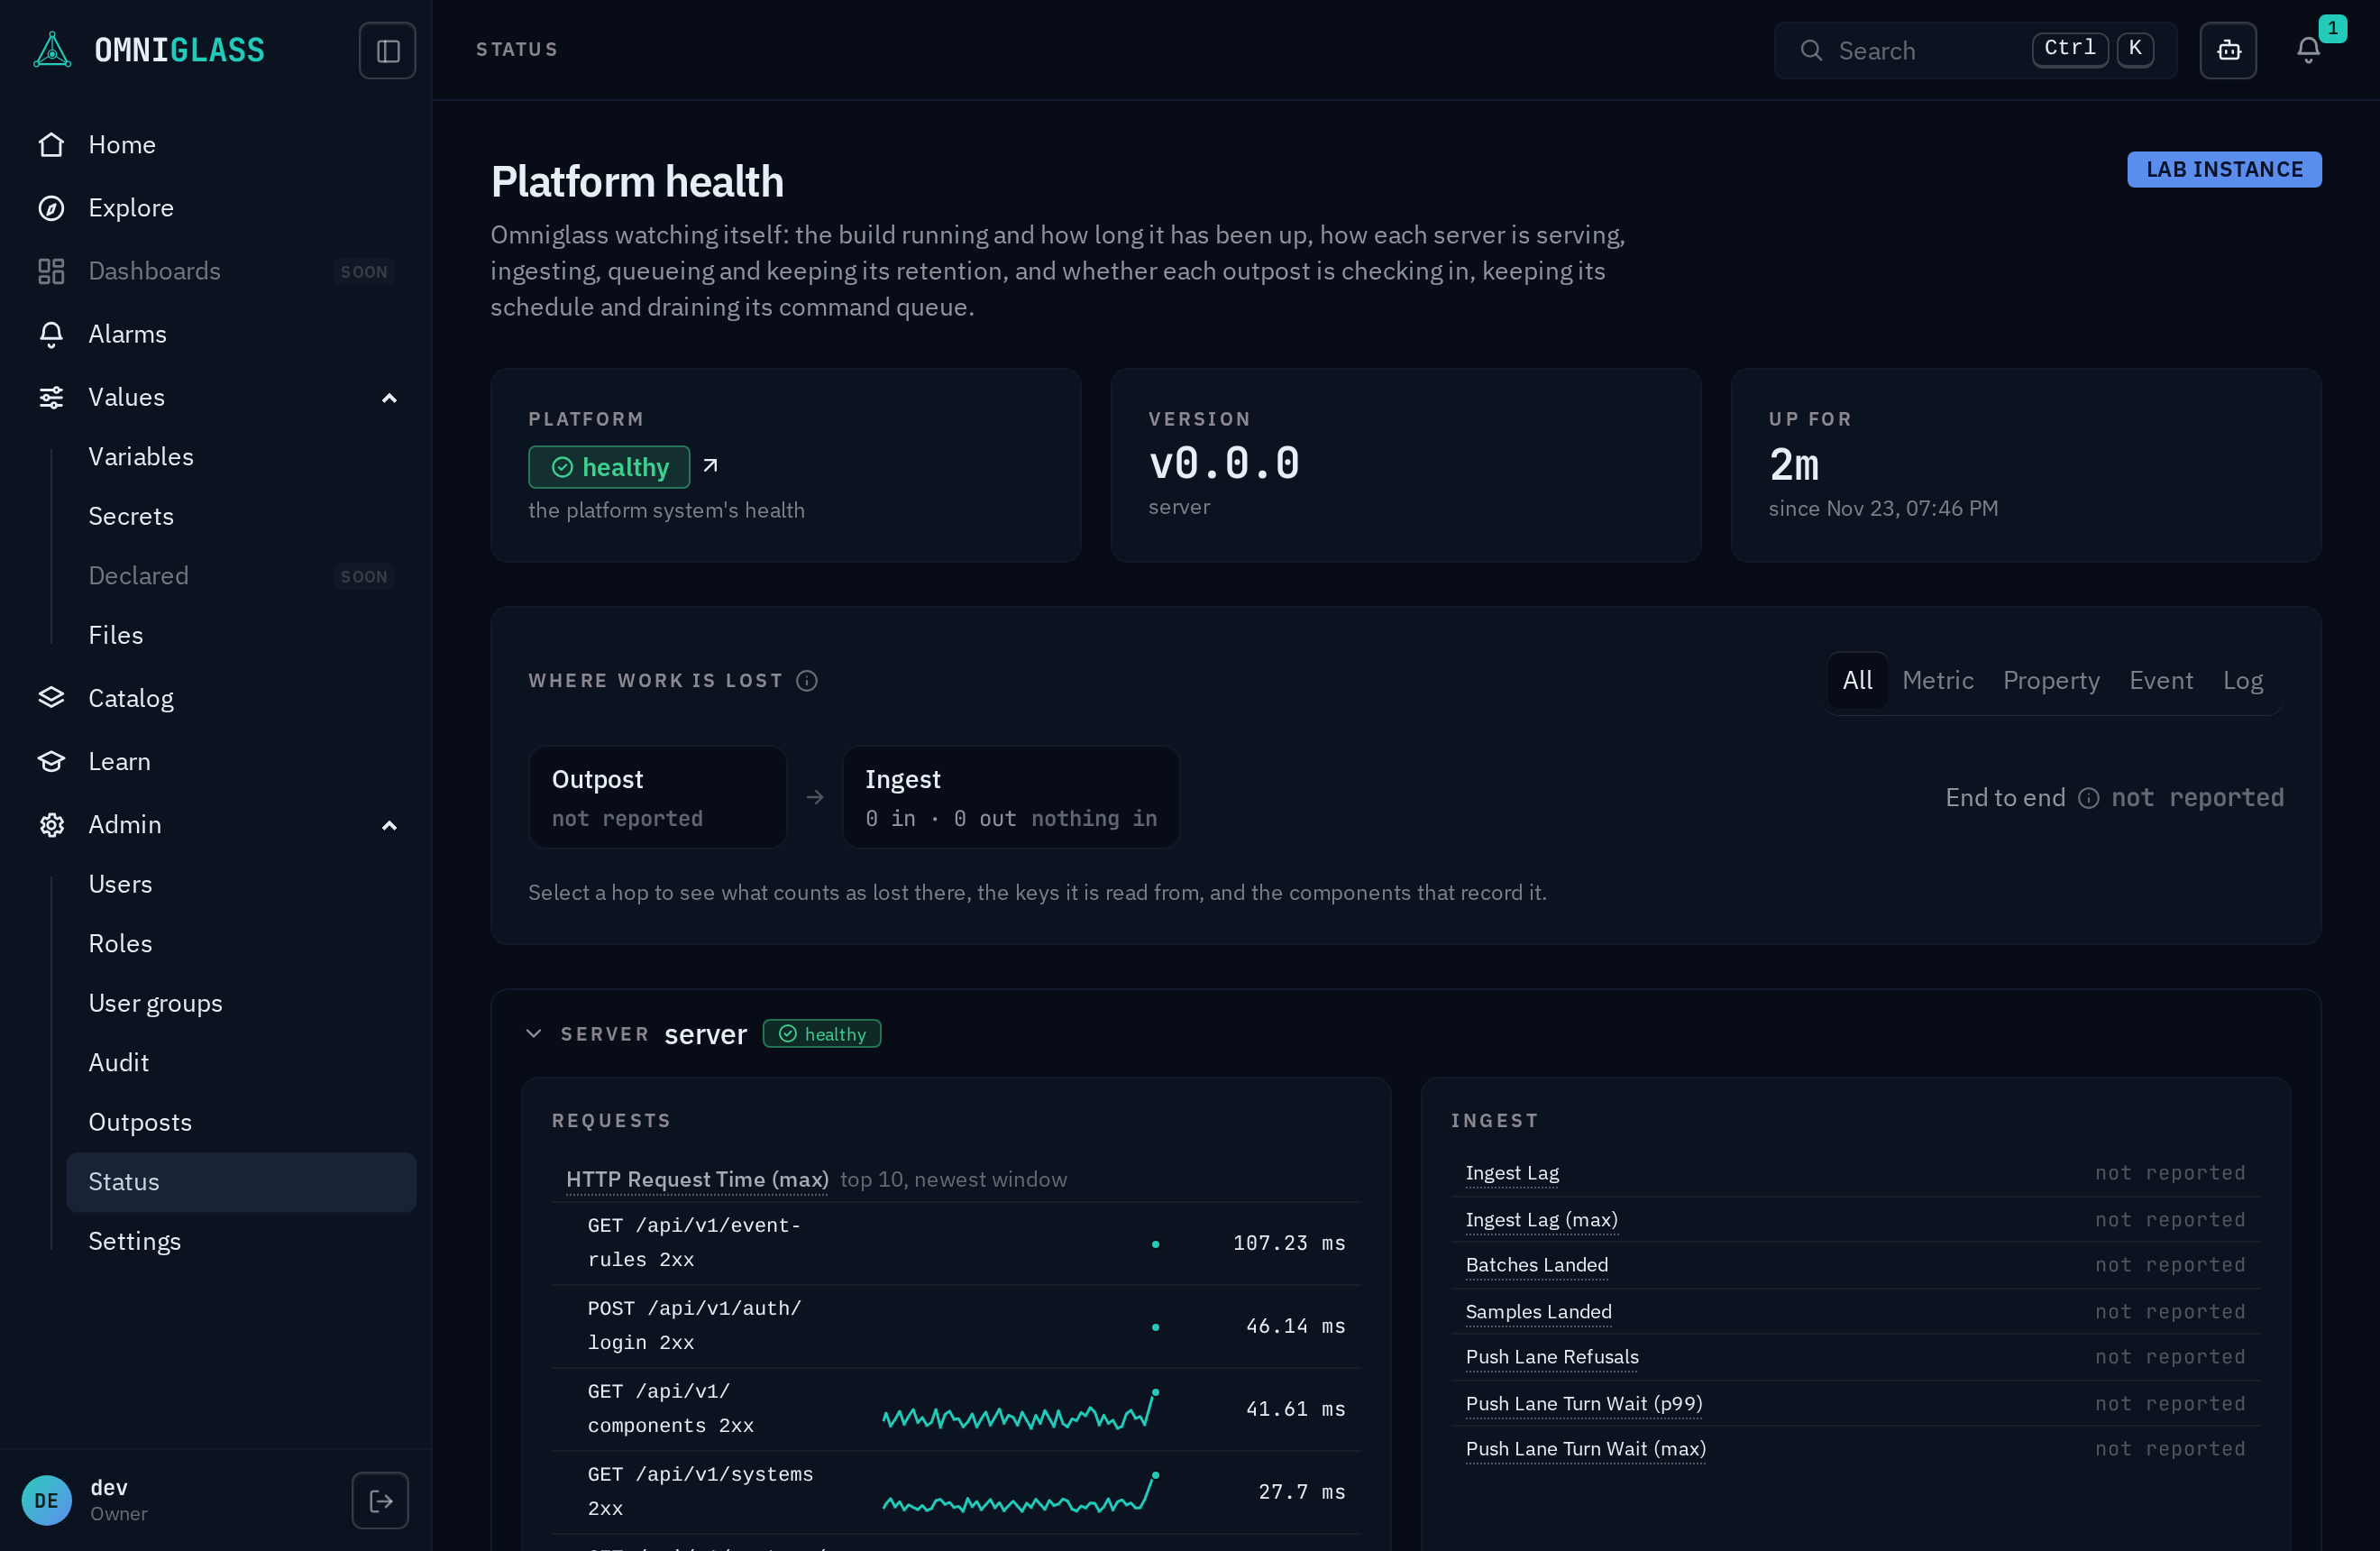 OMNIGLASS
Home
Explore
Dashboards SOON
Alarms
Values
Variables
Secrets
Declared SOON
Files
Catalog
Learn
Admin
Users
Roles
User groups
Audit
Outposts
Status
Settings
DE dev
Owner
STATUS
Search Ctrl K
1
Platform health
LAB INSTANCE
Omniglass watching itself: the build running and how long it has been up, how each server is serving,
ingesting, queueing and keeping its retention, and whether each outpost is checking in, keeping its
schedule and draining its command queue.
PLATFORM
healthy
the platform system's health
VERSION
v0.0.0
server
UP FOR
2m
since Nov 23, 07:46 PM
WHERE WORK IS LOST
All Metric Property Event Log
Outpost
not reported
Ingest
0 in · 0 out nothing in
End to end not reported
Select a hop to see what counts as lost there, the keys it is read from, and the components that record it.
SERVER server healthy
REQUESTS
HTTP Request Time (max) top 10, newest window
GET /api/v1/event-
rules 2xx
107.23 ms
POST /api/v1/auth/
login 2xx
46.14 ms
GET /api/v1/
components 2xx
41.61 ms
GET /api/v1/systems
2xx
27.7 ms
INGEST
Ingest Lag not reported
Ingest Lag (max) not reported
Batches Landed not reported
Samples Landed not reported
Push Lane Refusals not reported
Push Lane Turn Wait (p99) not reported
Push Lane Turn Wait (max) not reported